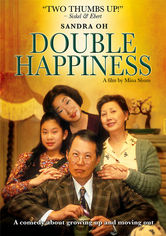 "TWO THUMBS UP!"
- Siskel & Ebert
SANDRA OH
DOUBLE
HAPPINESS
A film by Mina Shum
A comedy about growing up and moving out